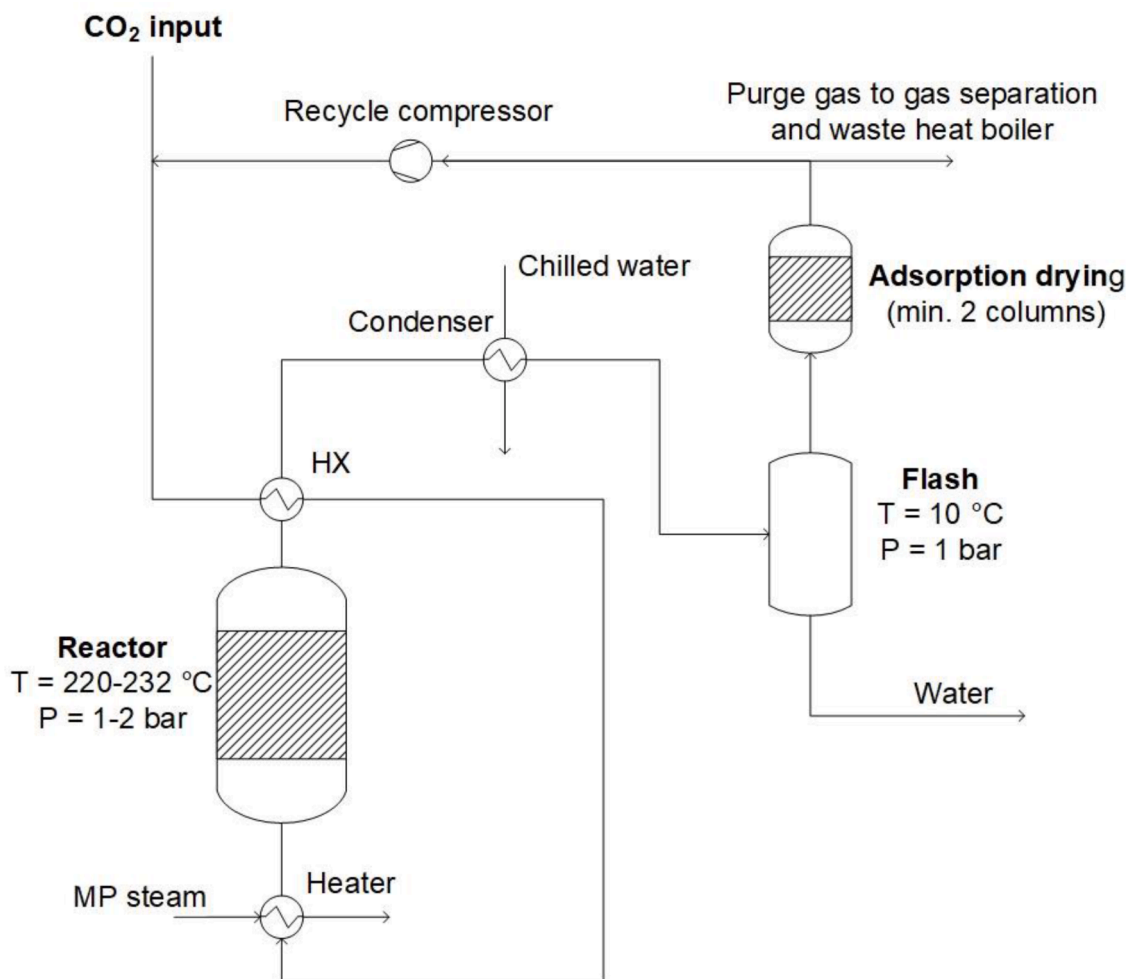 CO₂ input
Recycle compressor
Purge gas to gas separation
and waste heat boiler
Chilled water
Condenser
Adsorption drying
(min. 2 columns)
HX
Flash
T = 10 °C
P = 1 bar
Reactor
T = 220-232 °C
P = 1-2 bar
Water
MP steam
Heater